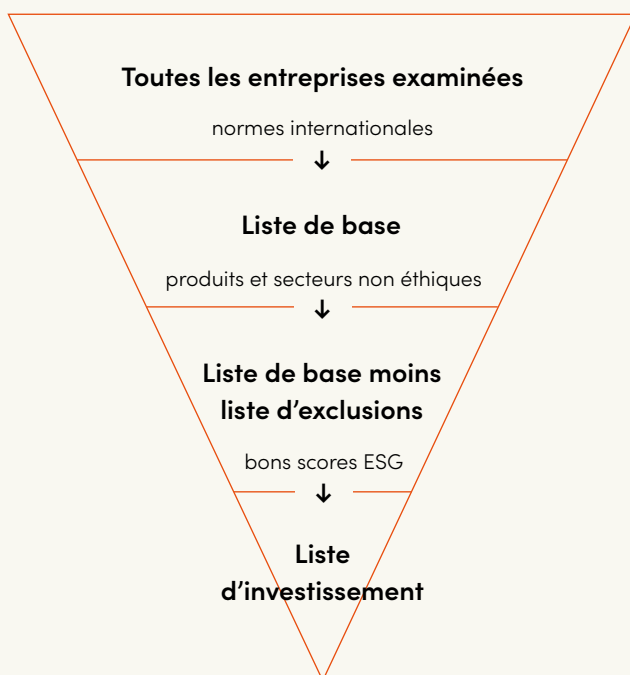 Toutes les entreprises examinées
normes internationales
Liste de base
produits et secteurs non éthiques
Liste de base moins
liste d’exclusions
bons scores ESG
Liste
d’investissement